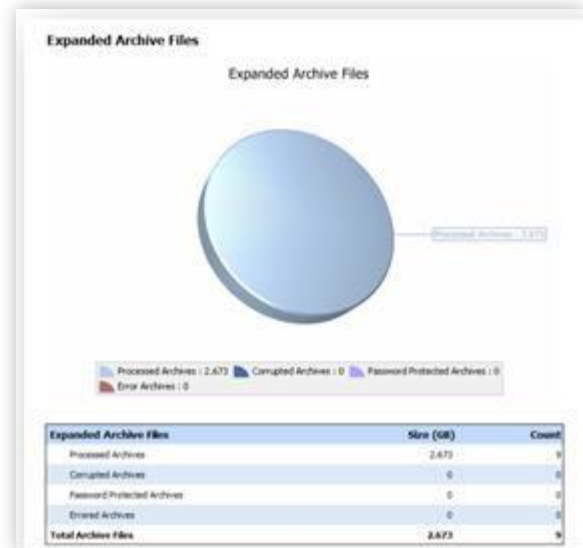 Expanded Archive Files
Expanded Archive Files
Processed Archives : 2.673
Processed Archives : 2.673 Corrupted Archives : 0 Password Protected Archives : 0
Error Archives : 0
Expanded Archive Files Size (GB) Count
Processed Archives 2.673 9
Corrupted Archives 0 0
Password Protected Archives 0 0
Errored Archives 0 0
Total Archive Files 2.673 9